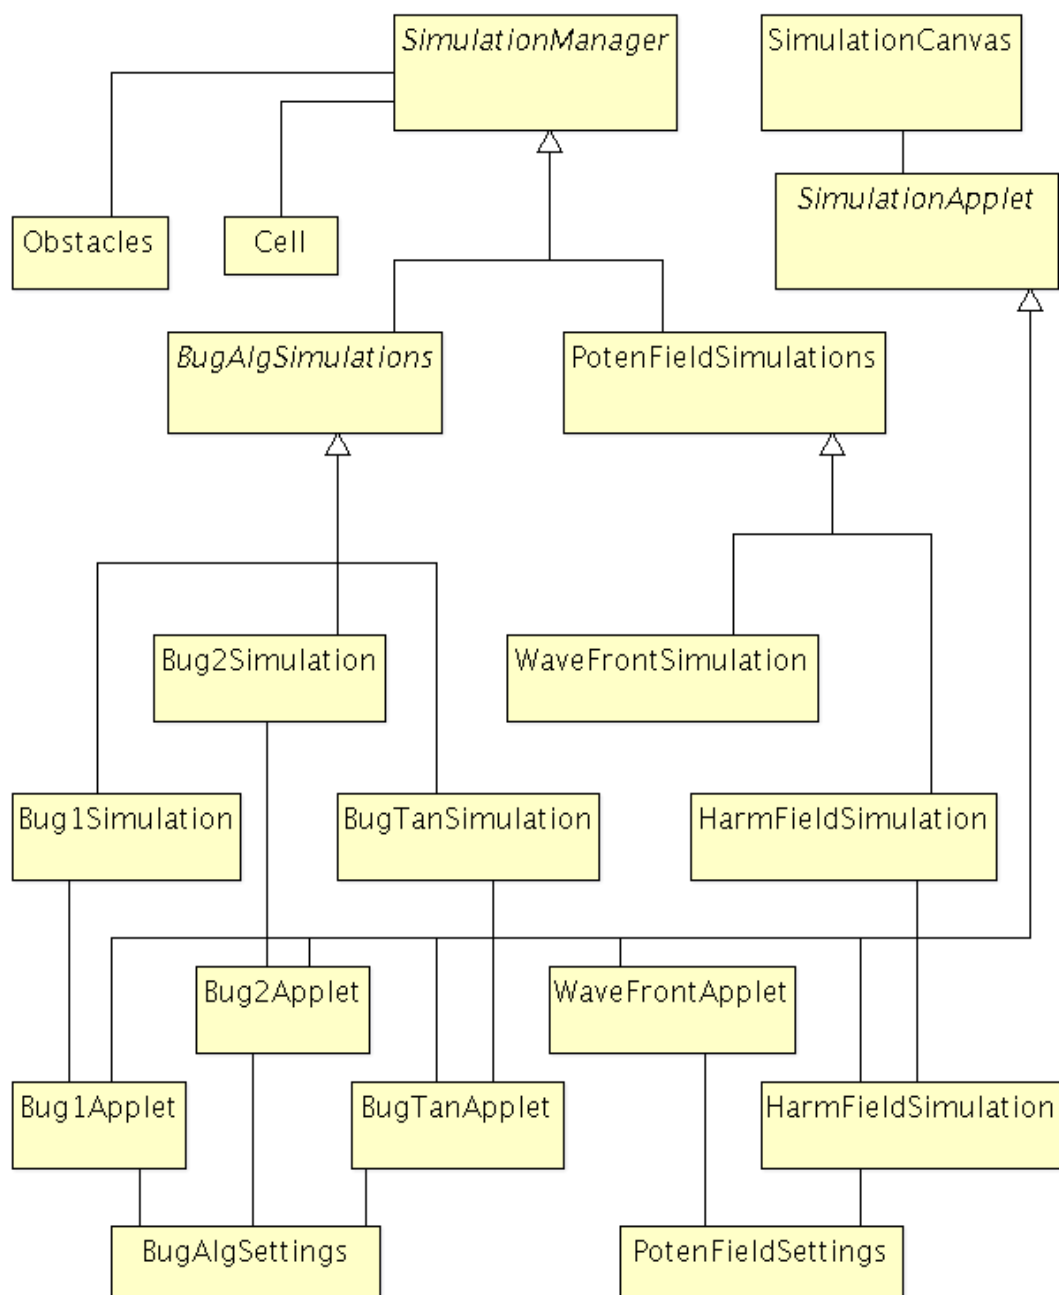 SimulationManager
SimulationCanvas
SimulationApplet
Obstacles
Cell
BugAlgSimulations
PotenFieldSimulations
Bug2Simulation
WaveFrontSimulation
Bug1Simulation
BugTanSimulation
HarmFieldSimulation
Bug2Applet
WaveFrontApplet
Bug1Applet
BugTanApplet
HarmFieldSimulation
BugAlgSettings
PotenFieldSettings